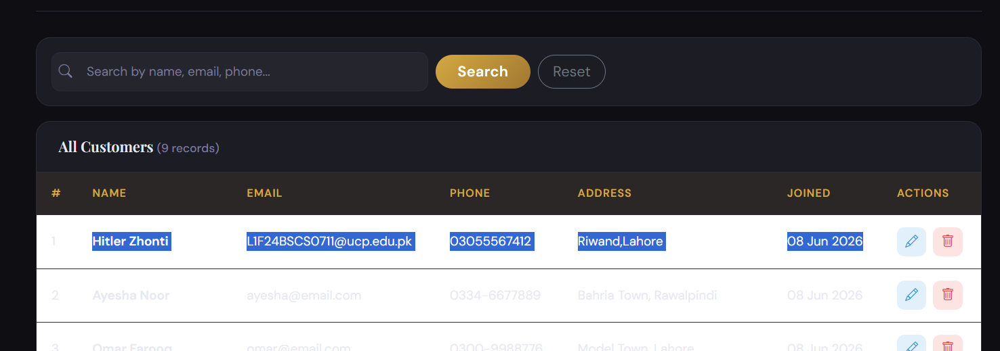 Search by name, email, phone...
Search
Reset
All Customers (9 records)
# NAME EMAIL PHONE ADDRESS JOINED ACTIONS
1 Hitler Zhonti L1F24BSCS0711@ucp.edu.pk 03055567412 Riwand,Lahore 08 Jun 2026
2 Ayesha Noor ayesha@email.com 0334-6677889 Bahria Town, Rawalpindi 08 Jun 2026
3 Omar Farooq omar@email.com 0300-9988776 Model Town, Lahore 08 Jun 2026